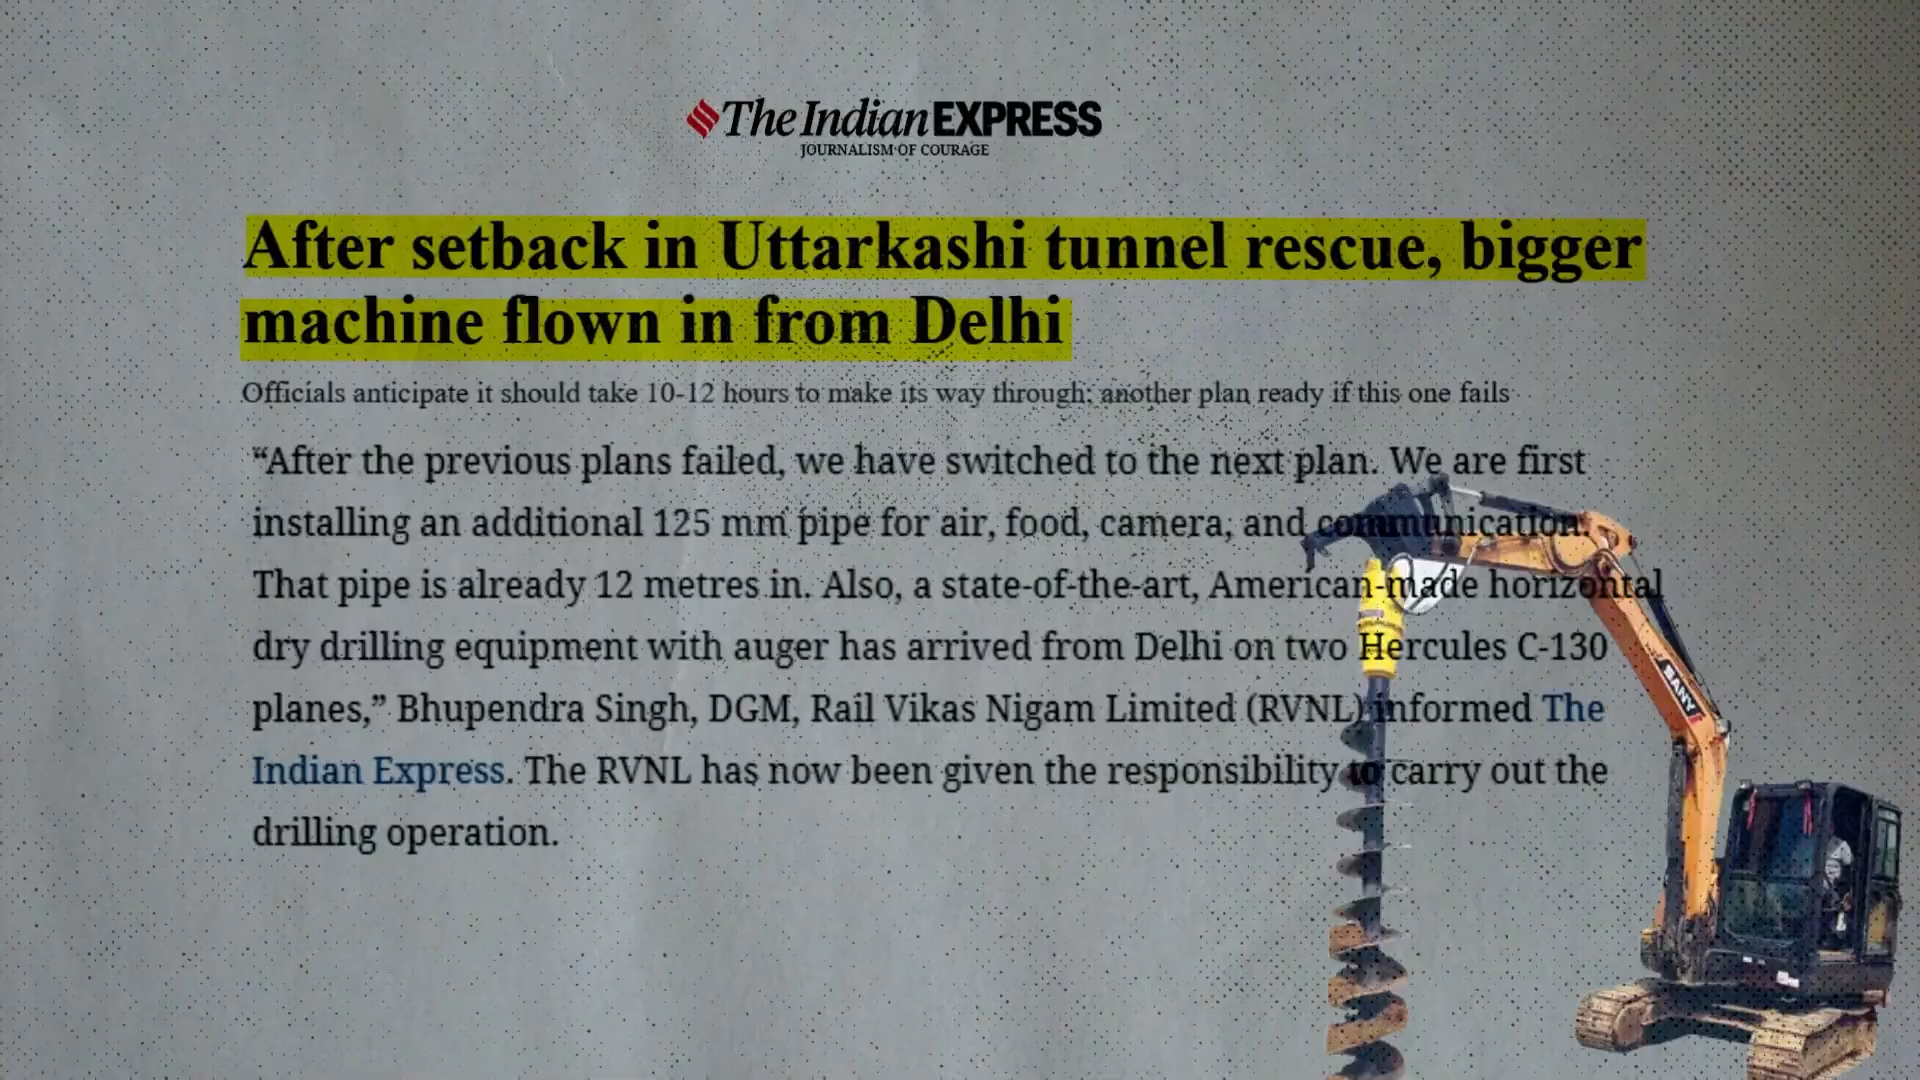 The Indian EXPRESS
JOURNALISM OF COURAGE
After setback in Uttarkashi tunnel rescue, bigger
machine flown in from Delhi
Officials anticipate it should take 10-12 hours to make its way through; another plan ready if this one fails
“After the previous plans failed, we have switched to the next plan. We are first
installing an additional 125 mm pipe for air, food, camera, and communication.
That pipe is already 12 metres in. Also, a state-of-the-art, American-made horizontal
dry drilling equipment with auger has arrived from Delhi on two Hercules C-130
planes,” Bhupendra Singh, DGM, Rail Vikas Nigam Limited (RVNL) informed The
Indian Express. The RVNL has now been given the responsibility to carry out the
drilling operation.
SANY